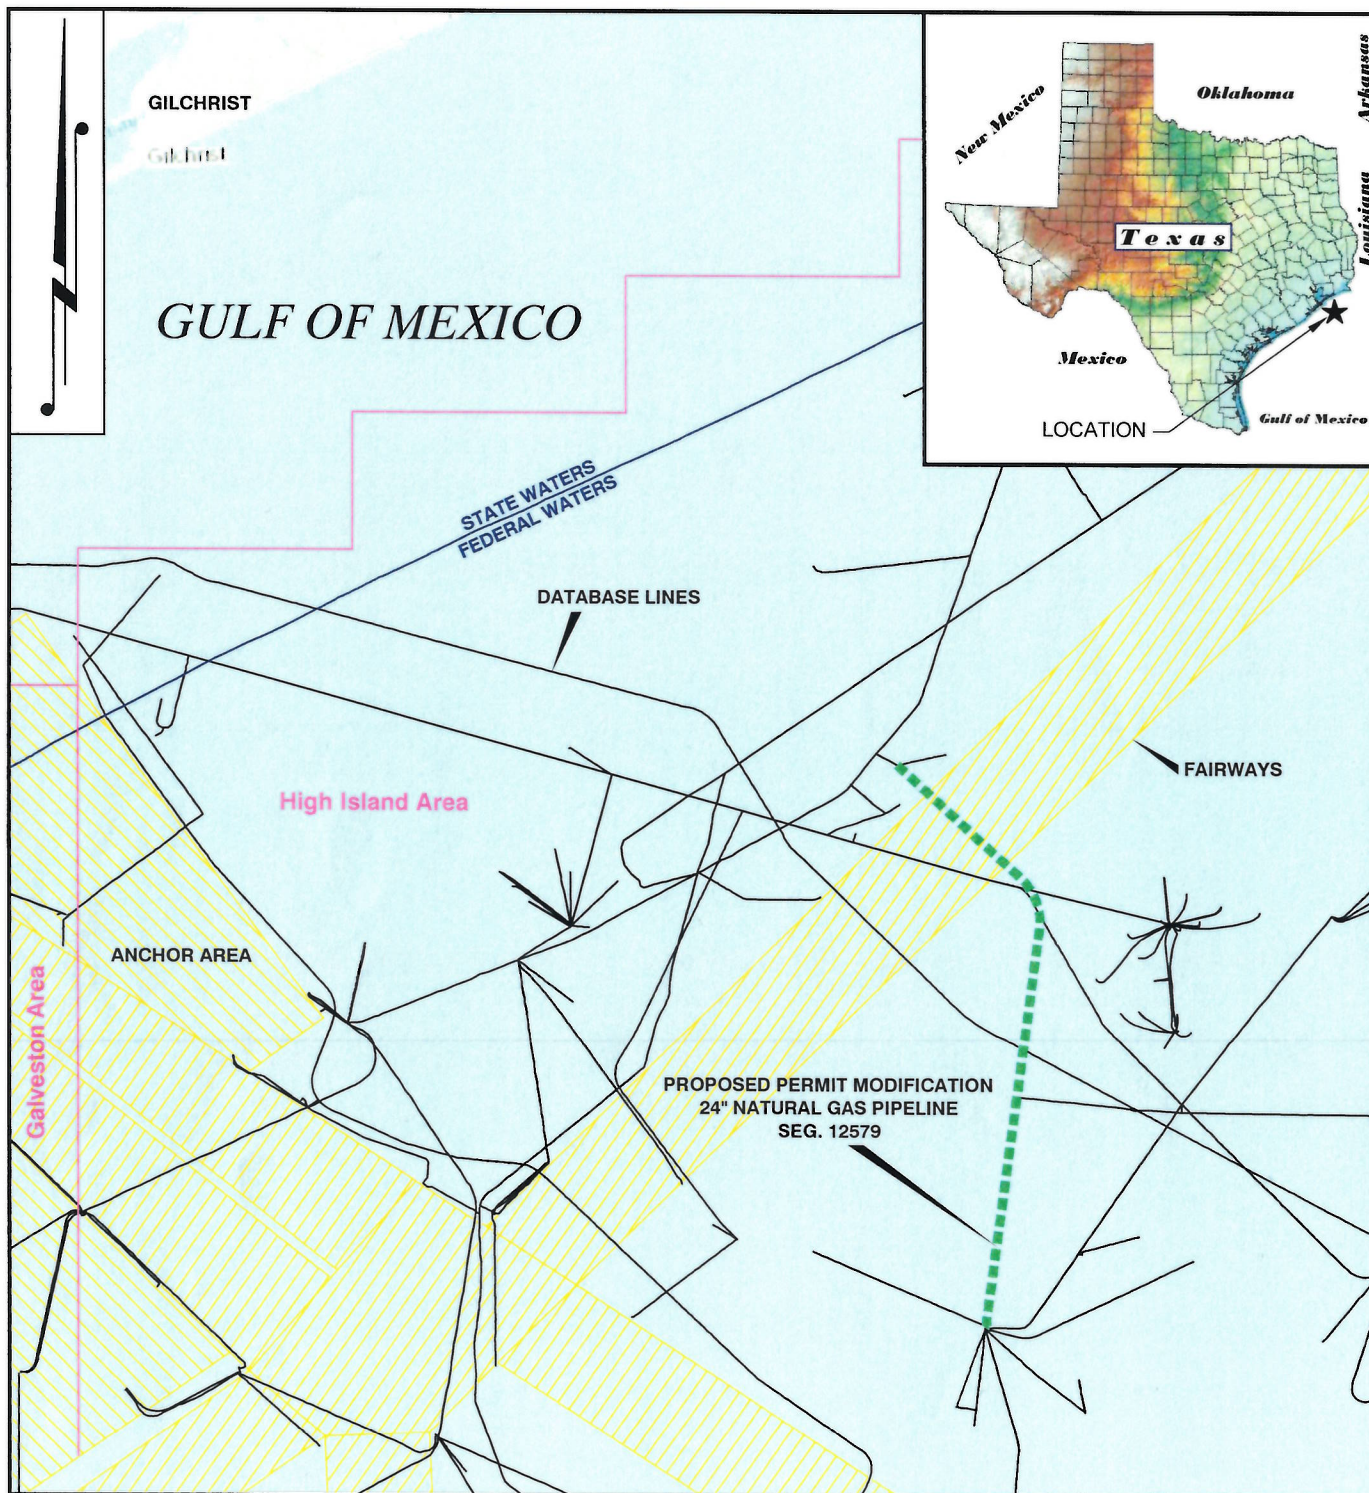 GILCHRIST
Gilchrist
GULF OF MEXICO
New Mexico
Oklahoma
Arkansas
Louisiana
Texas
Mexico
Gulf of Mexico
LOCATION
STATE WATERS
FEDERAL WATERS
DATABASE LINES
FAIRWAYS
High Island Area
ANCHOR AREA
Galveston Area
PROPOSED PERMIT MODIFICATION
24" NATURAL GAS PIPELINE
SEG. 12579